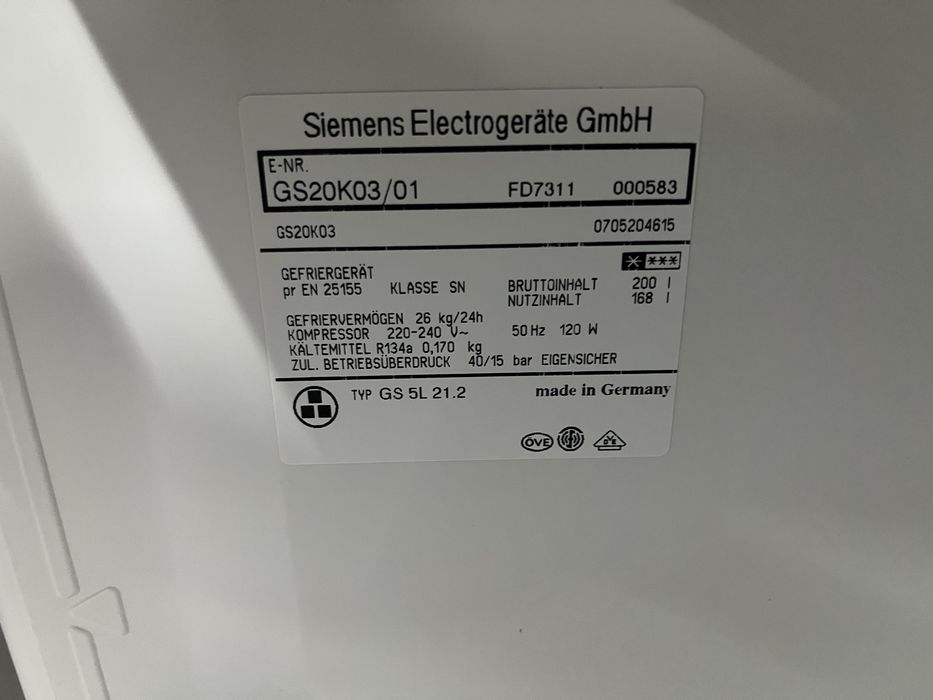 Siemens Electrogeräte GmbH
E-NR.
GS20K03/01 FD7311 000583
GS20K03 0705204615
GEFRIERGERÄT
pr EN 25155 KLASSE SN BRUTTOINHALT 200 l
NUTZINHALT 168 l
GEFRIERVERMÖGEN 26 kg/24h
KOMPRESSOR 220-240 V~ 50 Hz 120 W
KÄLTEMITTEL R134a 0,170 kg
ZUL. BETRIEBSÜBERDRUCK 40/15 bar EIGENSICHER
TYP GS 5L 21.2 made in Germany
ÖVE